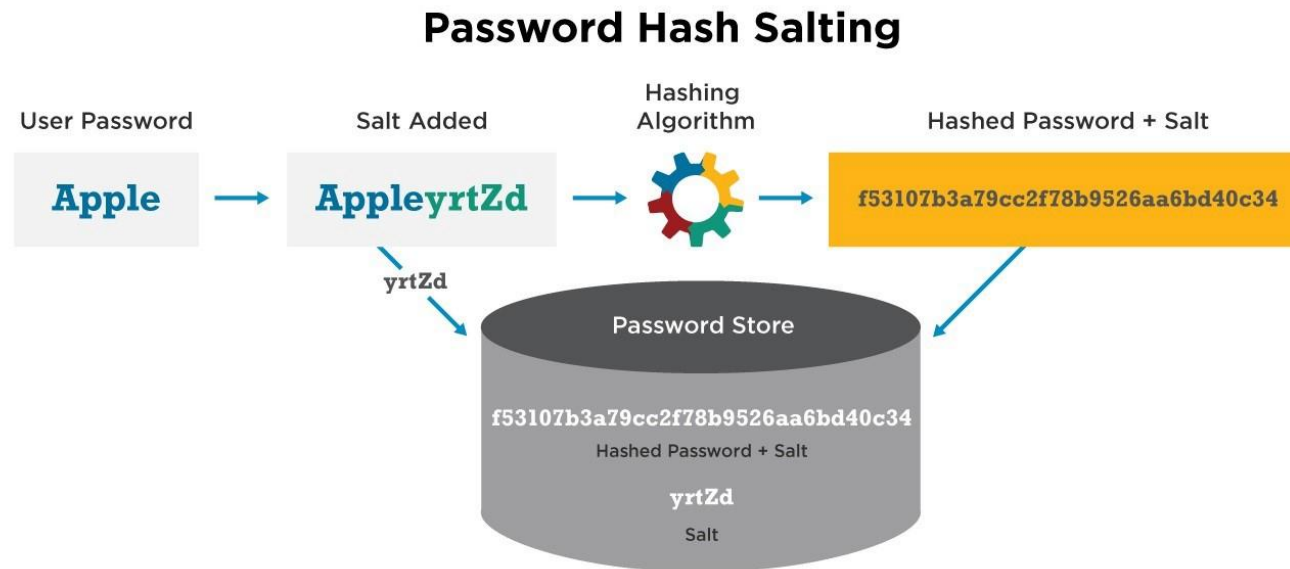 Password Hash Salting
User Password
Salt Added
Hashing
Algorithm
Hashed Password + Salt
Apple
AppleyrtZd
f53107b3a79cc2f78b9526aa6bd40c34
yrtZd
Password Store
f53107b3a79cc2f78b9526aa6bd40c34
Hashed Password + Salt
yrtZd
Salt